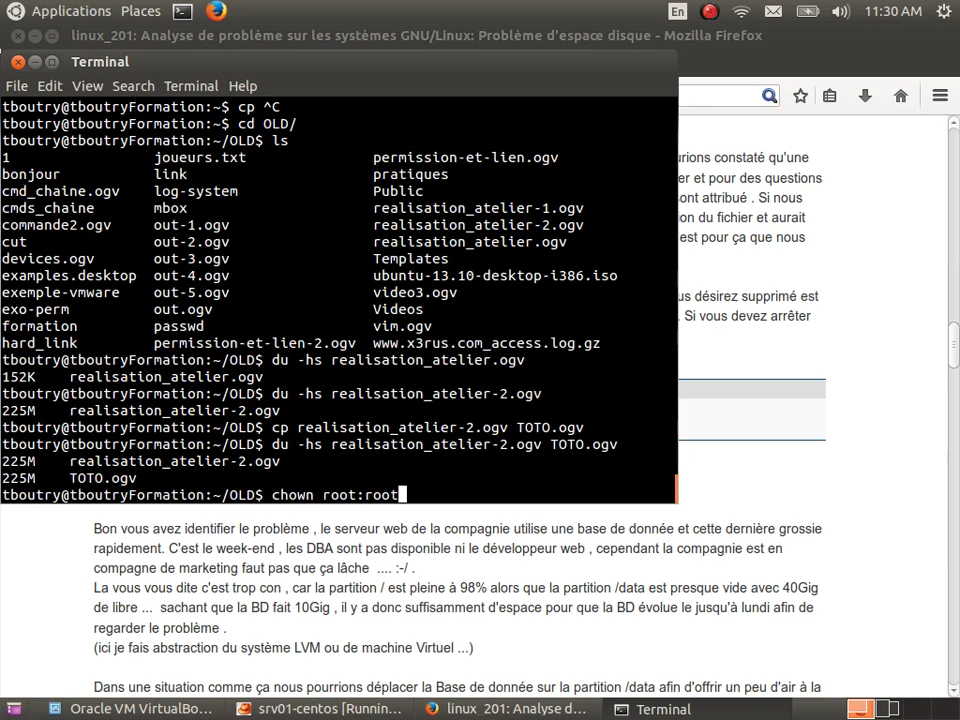 Applications Places En 11:30 AM
linux_201: Analyse de problème sur les systèmes GNU/Linux: Problème d'espace disque - Mozilla Firefox
Terminal
File Edit View Search Terminal Help
tboutry@tboutryFormation:~$ cp ^C
tboutry@tboutryFormation:~$ cd OLD/
tboutry@tboutryFormation:~/OLD$ ls
1 joueurs.txt permission-et-lien.ogv
bonjour link pratiques
cmd_chaine.ogv log-system Public
cmds_chaine mbox realisation_atelier-1.ogv
commande2.ogv out-1.ogv realisation_atelier-2.ogv
cut out-2.ogv realisation_atelier.ogv
devices.ogv out-3.ogv Templates
examples.desktop out-4.ogv ubuntu-13.10-desktop-i386.iso
exemple-vmware out-5.ogv video3.ogv
exo-perm out.ogv Videos
formation passwd vim.ogv
hard_link permission-et-lien-2.ogv www.x3rus.com_access.log.gz
tboutry@tboutryFormation:~/OLD$ du -hs realisation_atelier.ogv
152K realisation_atelier.ogv
tboutry@tboutryFormation:~/OLD$ du -hs realisation_atelier-2.ogv
225M realisation_atelier-2.ogv
tboutry@tboutryFormation:~/OLD$ cp realisation_atelier-2.ogv TOTO.ogv
tboutry@tboutryFormation:~/OLD$ du -hs realisation_atelier-2.ogv TOTO.ogv
225M realisation_atelier-2.ogv
225M TOTO.ogv
tboutry@tboutryFormation:~/OLD$ chown root:root
urions constaté qu'une
er et pour des questions
sont attribué . Si nous
ion du fichier et aurait
est pour ça que nous
us désirez supprimé est
. Si vous devez arrêter
Bon vous avez identifier le problème , le serveur web de la compagnie utilise une base de donnée et cette dernière grossie
rapidement. C'est le week-end , les DBA sont pas disponible ni le développeur web , cependant la compagnie est en
compagne de marketing faut pas que ça lâche .... :-/ .
La vous vous dite c'est trop con , car la partition / est pleine à 98% alors que la partition /data est presque vide avec 40Gig
de libre ... sachant que la BD fait 10Gig , il y a donc suffisamment d'espace pour que la BD évolue le jusqu'à lundi afin de
regarder le problème .
(ici je fais abstraction du système LVM ou de machine Virtuel ...)
Dans une situation comme ça nous pourrions déplacer la Base de donnée sur la partition /data afin d'offrir un peu d'air à la
Oracle VM VirtualBo... srv01-centos [Runnin... linux_201: Analyse d... Terminal